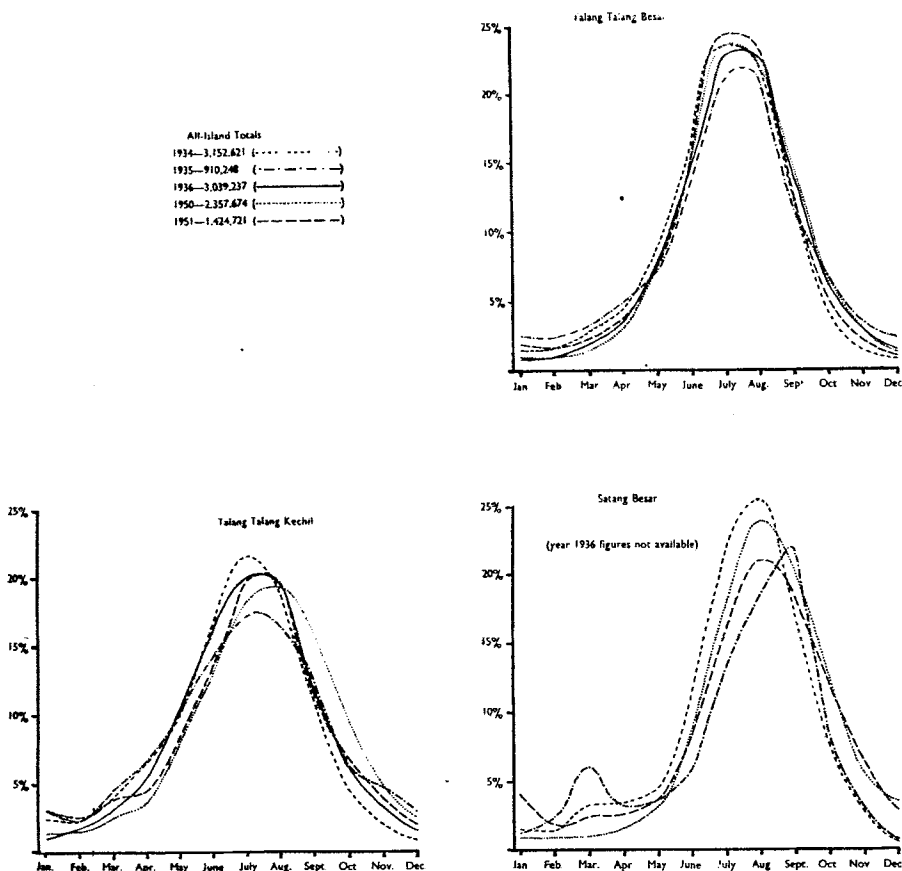 Talang Talang Besar
25%
20%
15%
10%
5%
Jan Feb Mar Apr May June July Aug. Sept Oct Nov Dec
All-Island Totals
1934—3,152,621 (- - - - - - - -)
1935—910,248 (—·—·—·—·—)
1936—3,039,237 (————)
1950—2,357,674 (··············)
1951—1,424,721 (— — — — —)
Talang Talang Kechil
25%
20%
15%
10%
5%
Jan. Feb. Mar. Apr. May June July Aug. Sept Oct Nov. Dec
Satang Besar
(year 1936 figures not available)
25%
20%
15%
10%
5%
Jan Feb. Mar. Apr May June July Aug Sept. Oct Nov Dec